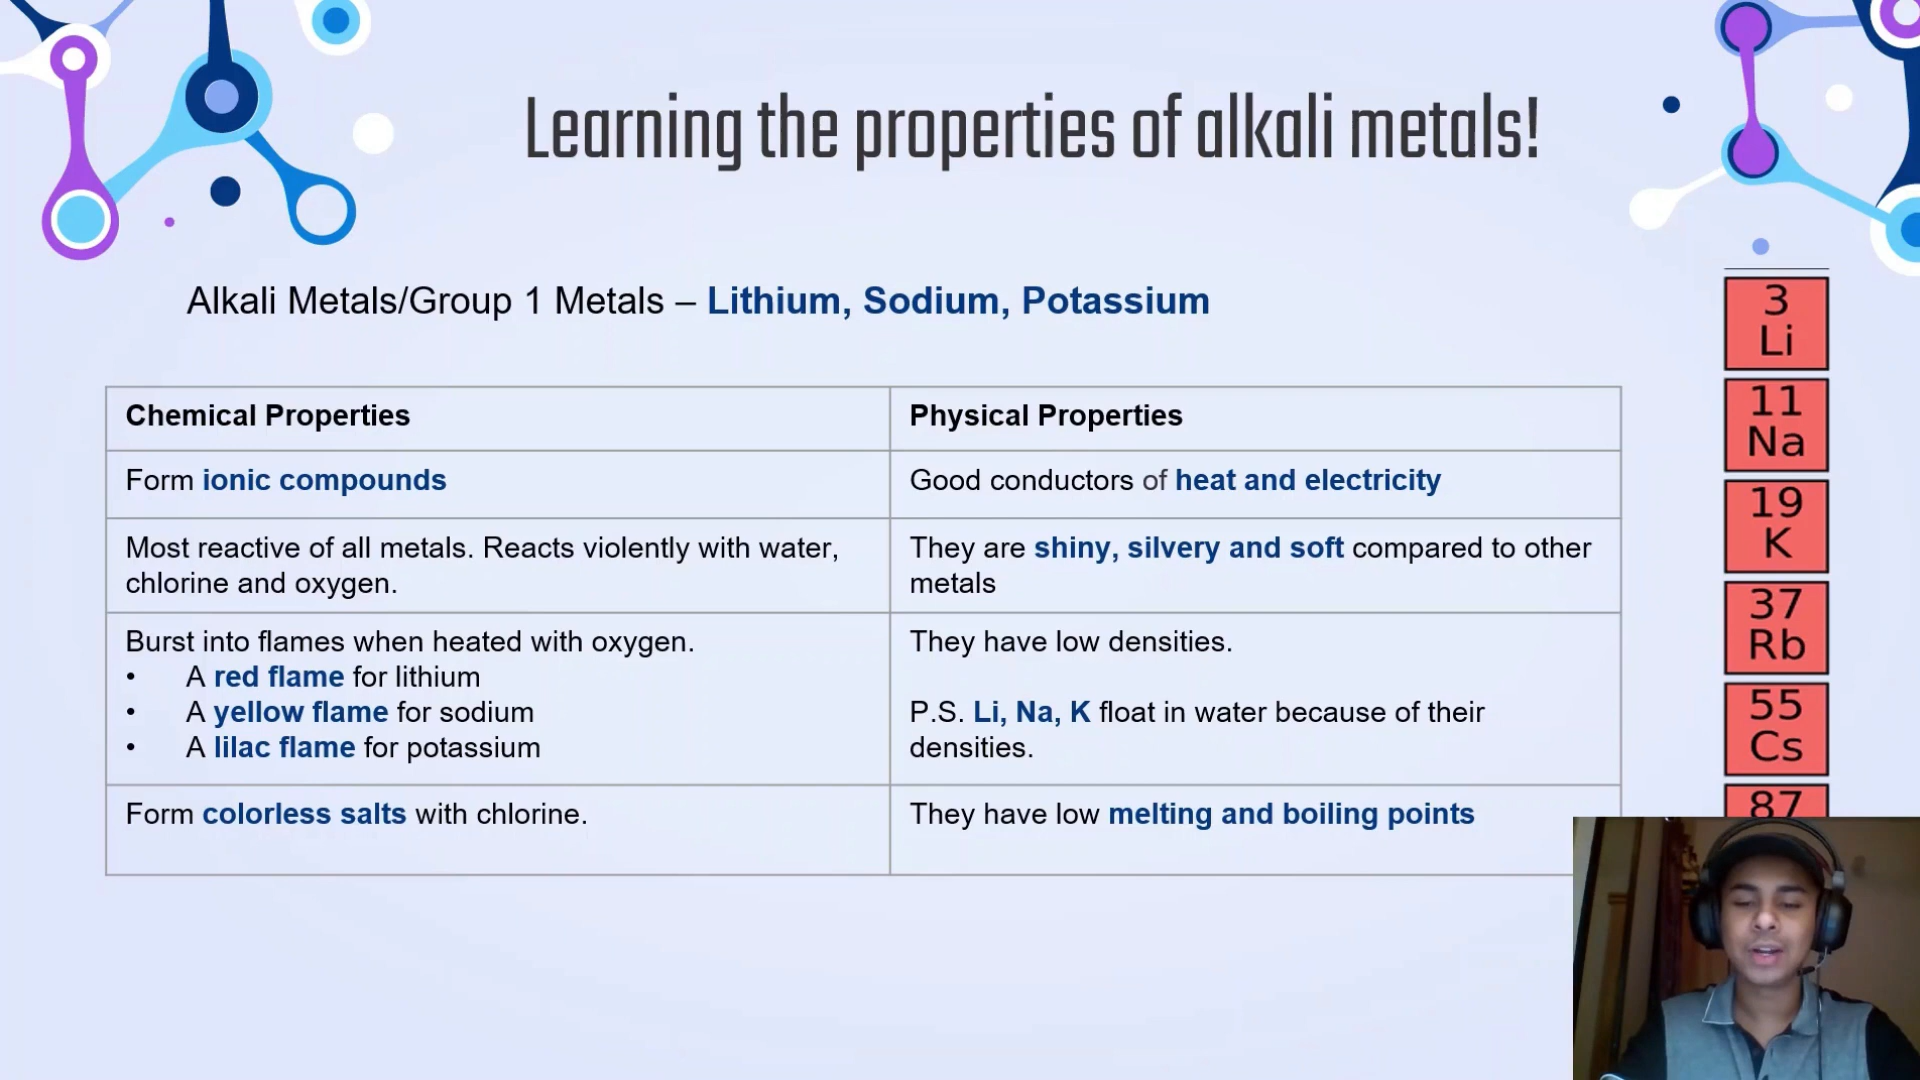 Learning the properties of alkali metals!
Alkali Metals/Group 1 Metals – Lithium, Sodium, Potassium
Chemical Properties
Physical Properties
Form ionic compounds
Good conductors of heat and electricity
Most reactive of all metals. Reacts violently with water,
chlorine and oxygen.
They are shiny, silvery and soft compared to other
metals
Burst into flames when heated with oxygen.
• A red flame for lithium
• A yellow flame for sodium
• A lilac flame for potassium
They have low densities.
P.S. Li, Na, K float in water because of their
densities.
Form colorless salts with chlorine.
They have low melting and boiling points
3
Li
11
Na
19
K
37
Rb
55
Cs
87